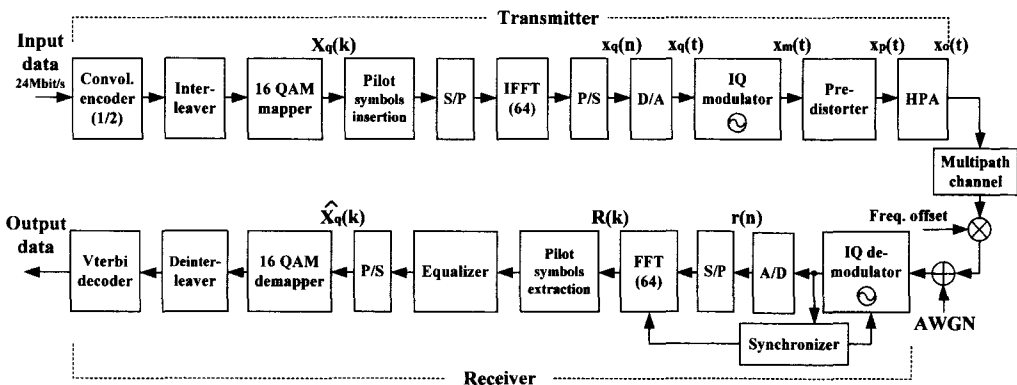 Transmitter
Input
data
24Mbit/s
Convol.
encoder
(1/2)
Inter-
leaver
Xq(k)
16 QAM
mapper
Pilot
symbols
insertion
S/P
IFFT
(64)
P/S
xq(n)
D/A
xq(t)
IQ
modulator
xm(t)
Pre-
distorter
xp(t)
HPA
xo(t)
Multipath
channel
Freq. offset
AWGN
IQ de-
modulator
A/D
r(n)
S/P
Synchronizer
FFT
(64)
R(k)
Pilot
symbols
extraction
Equalizer
P/S
X̂q(k)
16 QAM
demapper
Deinter-
leaver
Vterbi
decoder
Output
data
Receiver